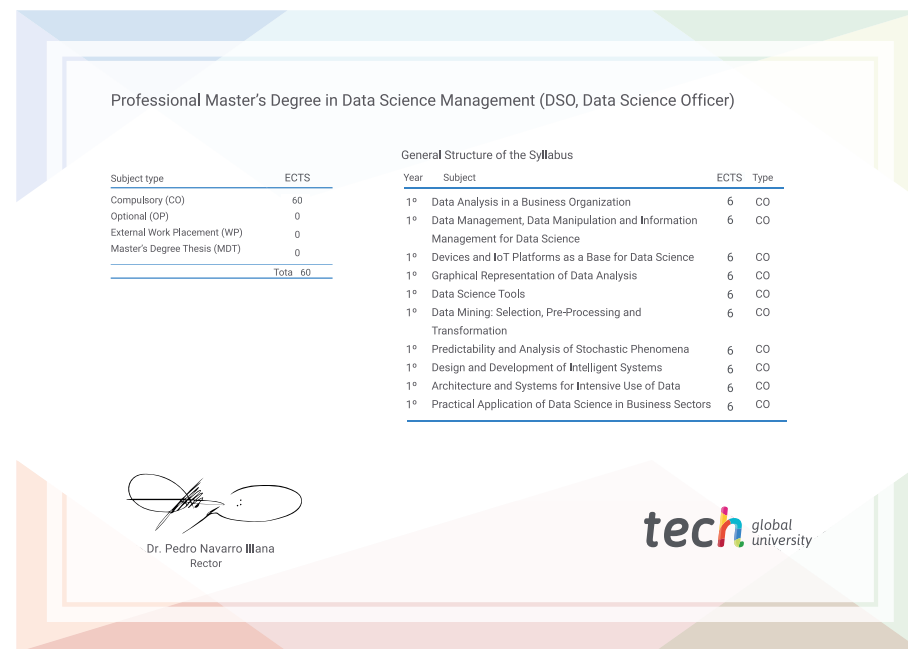 Professional Master's Degree in Data Science Management (DSO, Data Science Officer)
Subject type ECTS
Compulsory (CO) 60
Optional (OP) 0
External Work Placement (WP) 0
Master's Degree Thesis (MDT) 0
Tota 60
General Structure of the Syllabus
Year Subject ECTS Type
1º Data Analysis in a Business Organization 6 CO
1º Data Management, Data Manipulation and Information 6 CO
Management for Data Science
1º Devices and IoT Platforms as a Base for Data Science 6 CO
1º Graphical Representation of Data Analysis 6 CO
1º Data Science Tools 6 CO
1º Data Mining: Selection, Pre-Processing and 6 CO
Transformation
1º Predictability and Analysis of Stochastic Phenomena 6 CO
1º Design and Development of Intelligent Systems 6 CO
1º Architecture and Systems for Intensive Use of Data 6 CO
1º Practical Application of Data Science in Business Sectors 6 CO
Dr. Pedro Navarro Illana
Rector
tech global
university